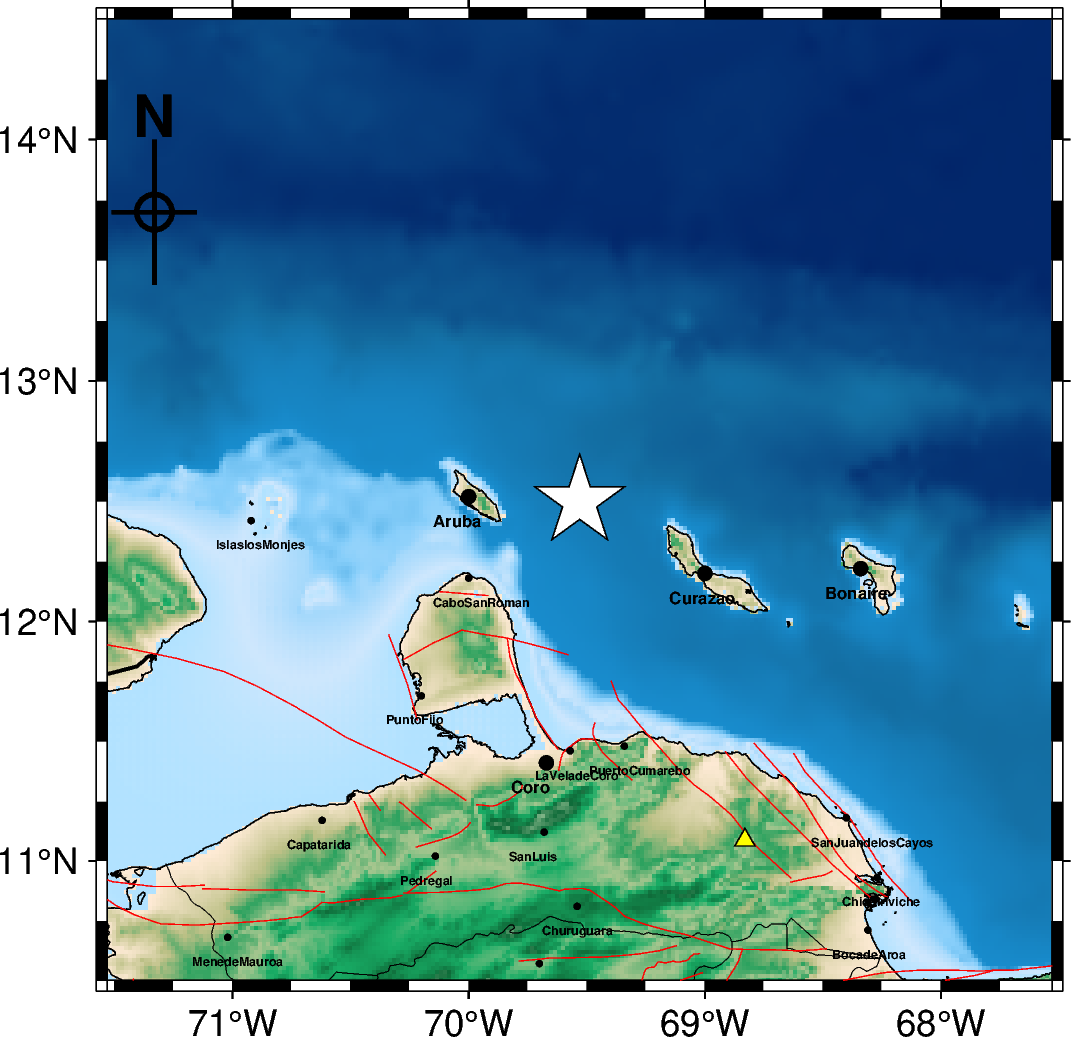 N
14°N
13°N
12°N
11°N
IslaslosMonjes
Aruba
CaboSanRoman
Curazao
Bonaire
PuntoFijo
LaVeladeCoro
PuertoCumarebo
Coro
Capatarida
SanLuis
SanJuandelosCayos
Pedregal
Chichiriviche
Churuguara
MenedeMauroa
BocadeAroa
71°W
70°W
69°W
68°W